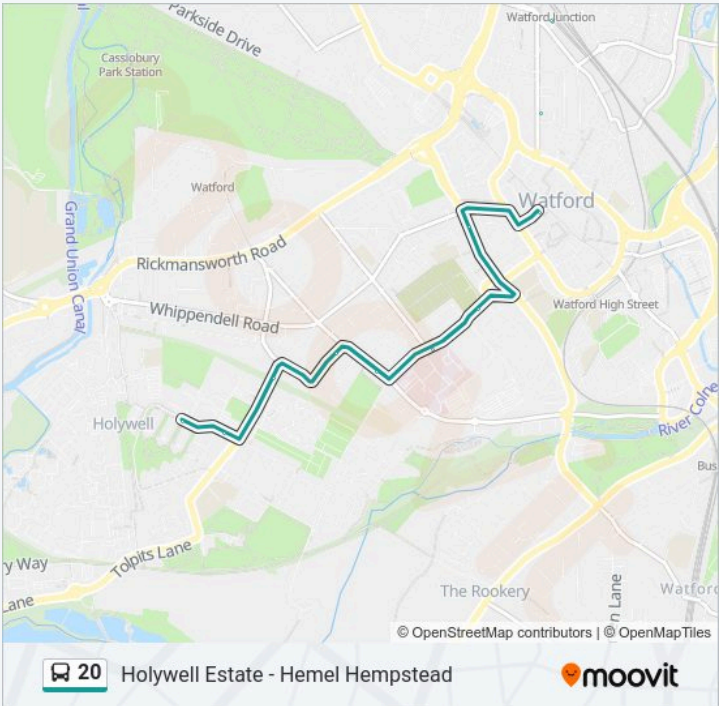 Parkside Drive
Watford Junction
Cassiobury
Park Station
Watford
Watford
Grand Union Canal
Rickmansworth Road
Whippendell Road
Watford High Street
Holywell
River Colne
Bus
Tolpits Lane
y Way
Lane
The Rookery
n Lane
Watfor
© OpenStreetMap contributors | © OpenMapTiles
20 Holywell Estate - Hemel Hempstead
moovit